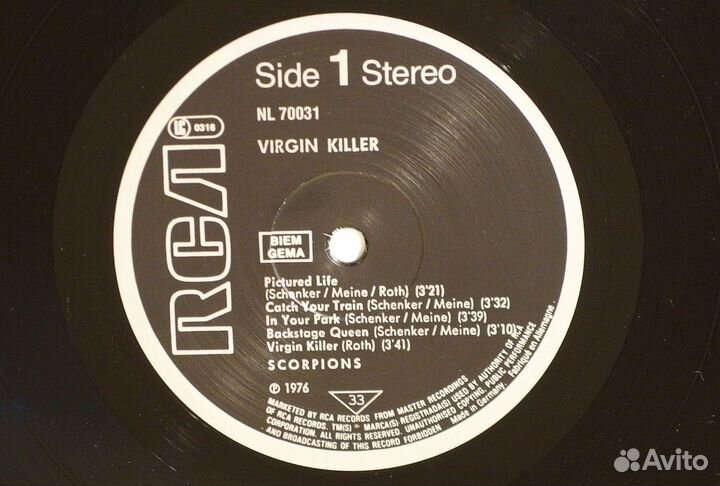 Side 1 Stereo
NL 70031
LC 0316
VIRGIN KILLER
RCA
BIEM
GEMA
Pictured Life
(Schenker / Meine / Roth) (3'21)
Catch Your Train (Schenker / Meine) (3'32)
In Your Park (Schenker / Meine) (3'39)
Backstage Queen (Schenker / Meine) (3'10)
Virgin Killer (Roth) (3'41)
SCORPIONS
℗ 1976
33
MARKETED BY RCA RECORDS FROM MASTER RECORDINGS
OF RCA RECORDS. TM(S) • MARCA(S) REGISTRADA(S) USED BY AUTHORITY OF RCA
CORPORATION. ALL RIGHTS RESERVED. UNAUTHORISED COPYING, PUBLIC PERFORMANCE
AND BROADCASTING OF THIS RECORD FORBIDDEN
Made in Germany. Fabriqué en Allemagne.
Avito